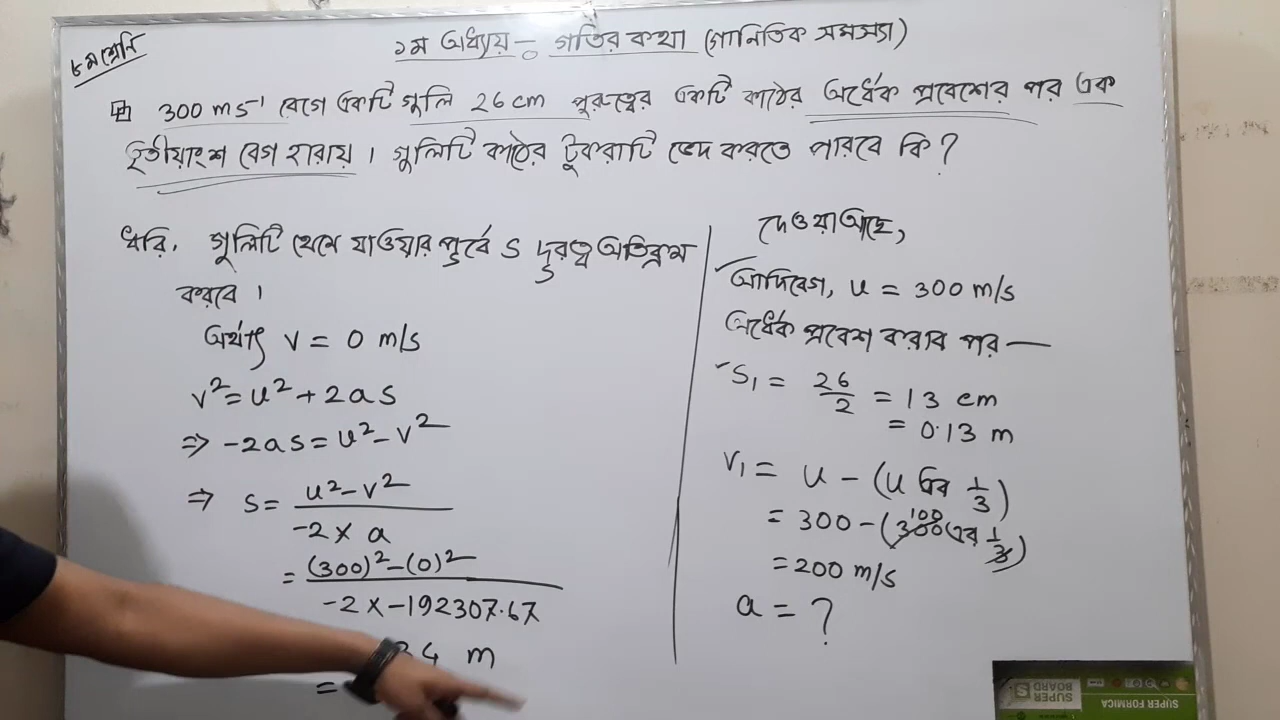 ৮ম শ্রেণি
১ম অধ্যায় - গতির কথা (গানিতিক সমস্যা)
300 ms⁻¹ বেগে একটি গুলি 26 cm পুরুত্বের একটি কাঠের অর্ধেক প্রবেশের পর এক
তৃতীয়াংশ বেগ হারায়। গুলিটি কাঠের টুকরাটি ভেদ করতে পারবে কি?
ধরি, গুলিটি থেমে যাওয়ার পূর্বে S দূরত্ব অতিক্রম
করবে।
অর্থাৎ v = 0 m/s
v² = u² + 2as
⇒ -2as = u² - v²
⇒ s = (u² - v²) / (-2 × a)
= ((300)² - (0)²) / (-2 × -192307.67)
4 m
=
দেওয়া আছে,
আদিবেগ, u = 300 m/s
অর্ধেক প্রবেশ করার পর —
S₁ = 26/2 = 13 cm
= 0.13 m
v₁ = u - (u এর 1/3)
= 300 - (300 এর 1/3) 100
= 200 m/s
a = ?
SUPER BOARD
SUPER FORMICA